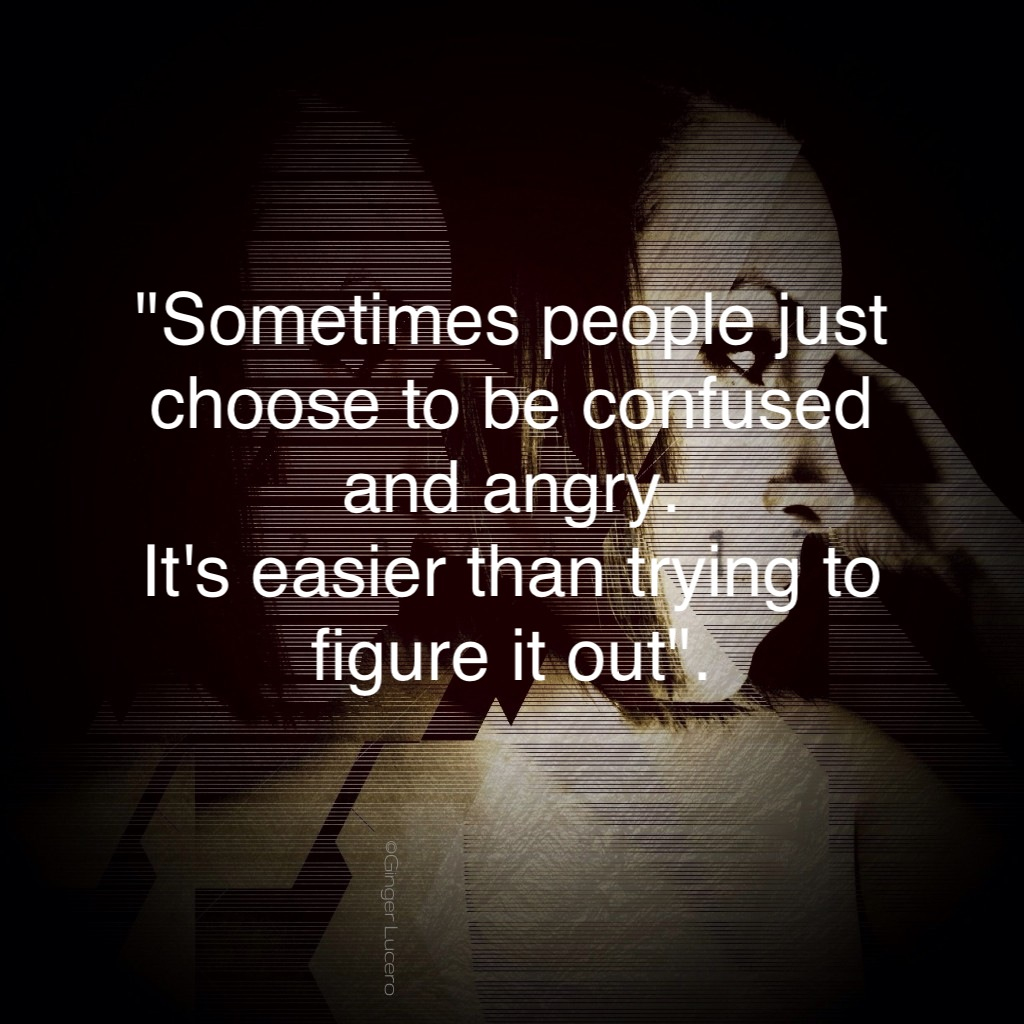 "Sometimes people just
choose to be confused
and angry.
It's easier than trying to
figure it out".
©Ginger Lucero